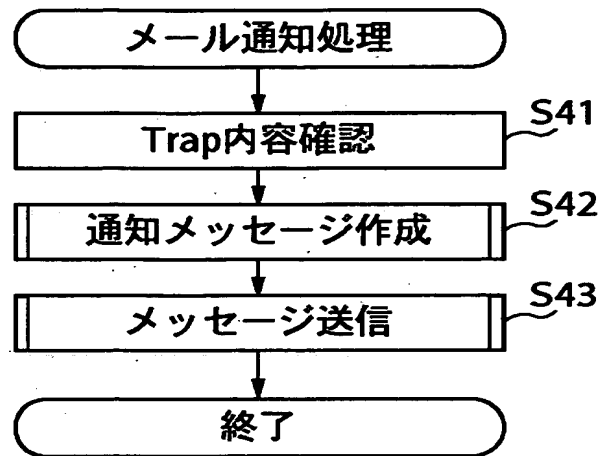 メール通知処理
Trap内容確認
S41
通知メッセージ作成
S42
メッセージ送信
S43
終了